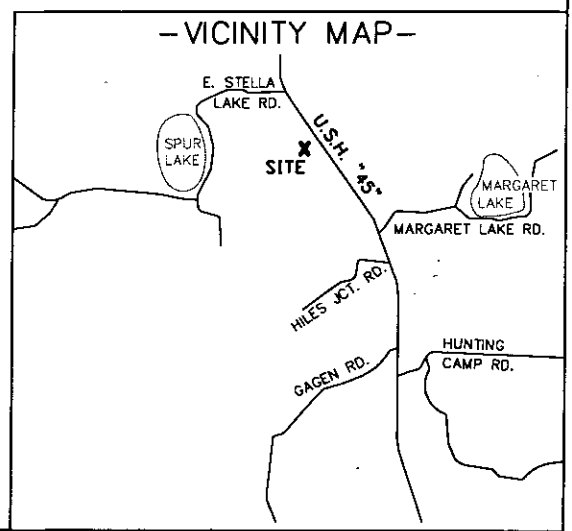 -VICINITY MAP-
E. STELLA
LAKE RD.
U.S.H. "45"
SPUR
LAKE
X
SITE
MARGARET
LAKE
MARGARET LAKE RD.
HILES JCT. RD.
HUNTING
CAMP RD.
GAGEN RD.